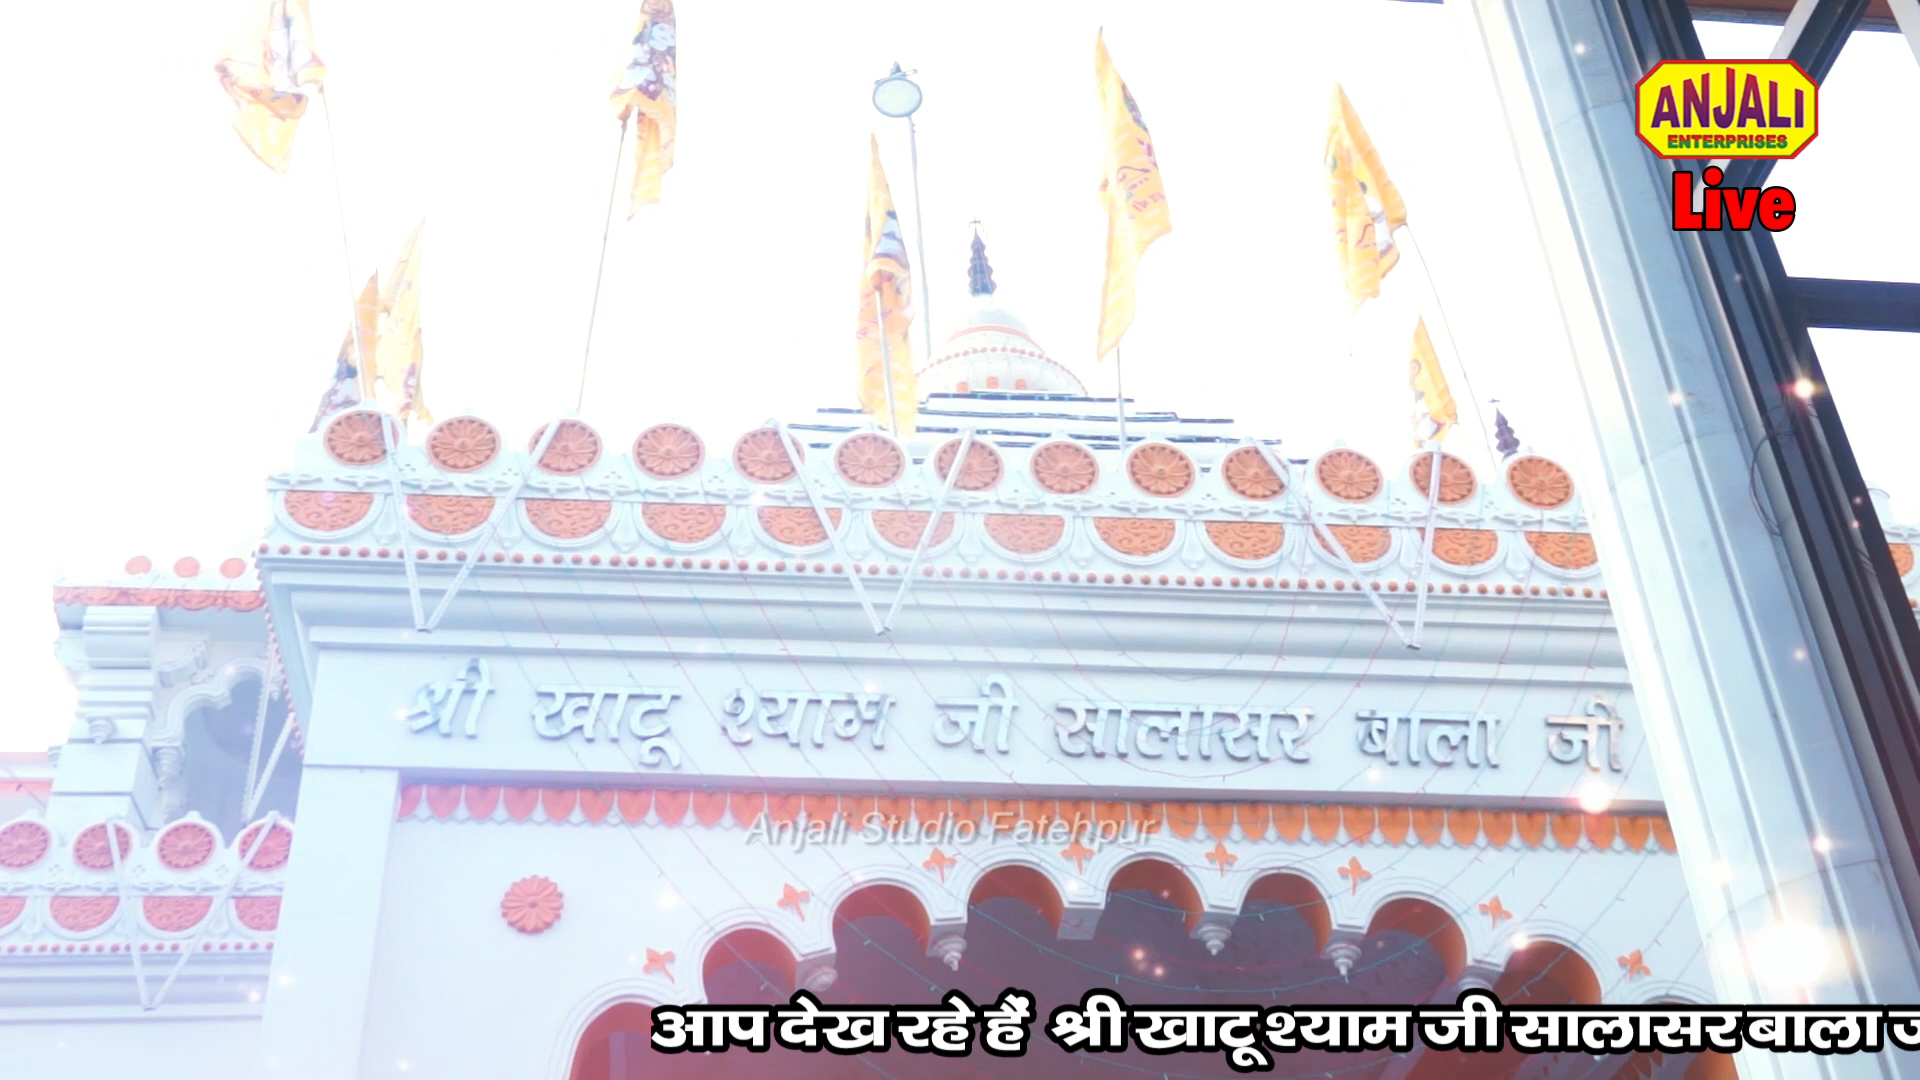 ANJALI
ENTERPRISES
Live
श्री खाटू श्याम जी सालासर बाला जी
Anjali Studio Fatehpur
आप देख रहे हैं श्री खाटू श्याम जी सालासर बाला